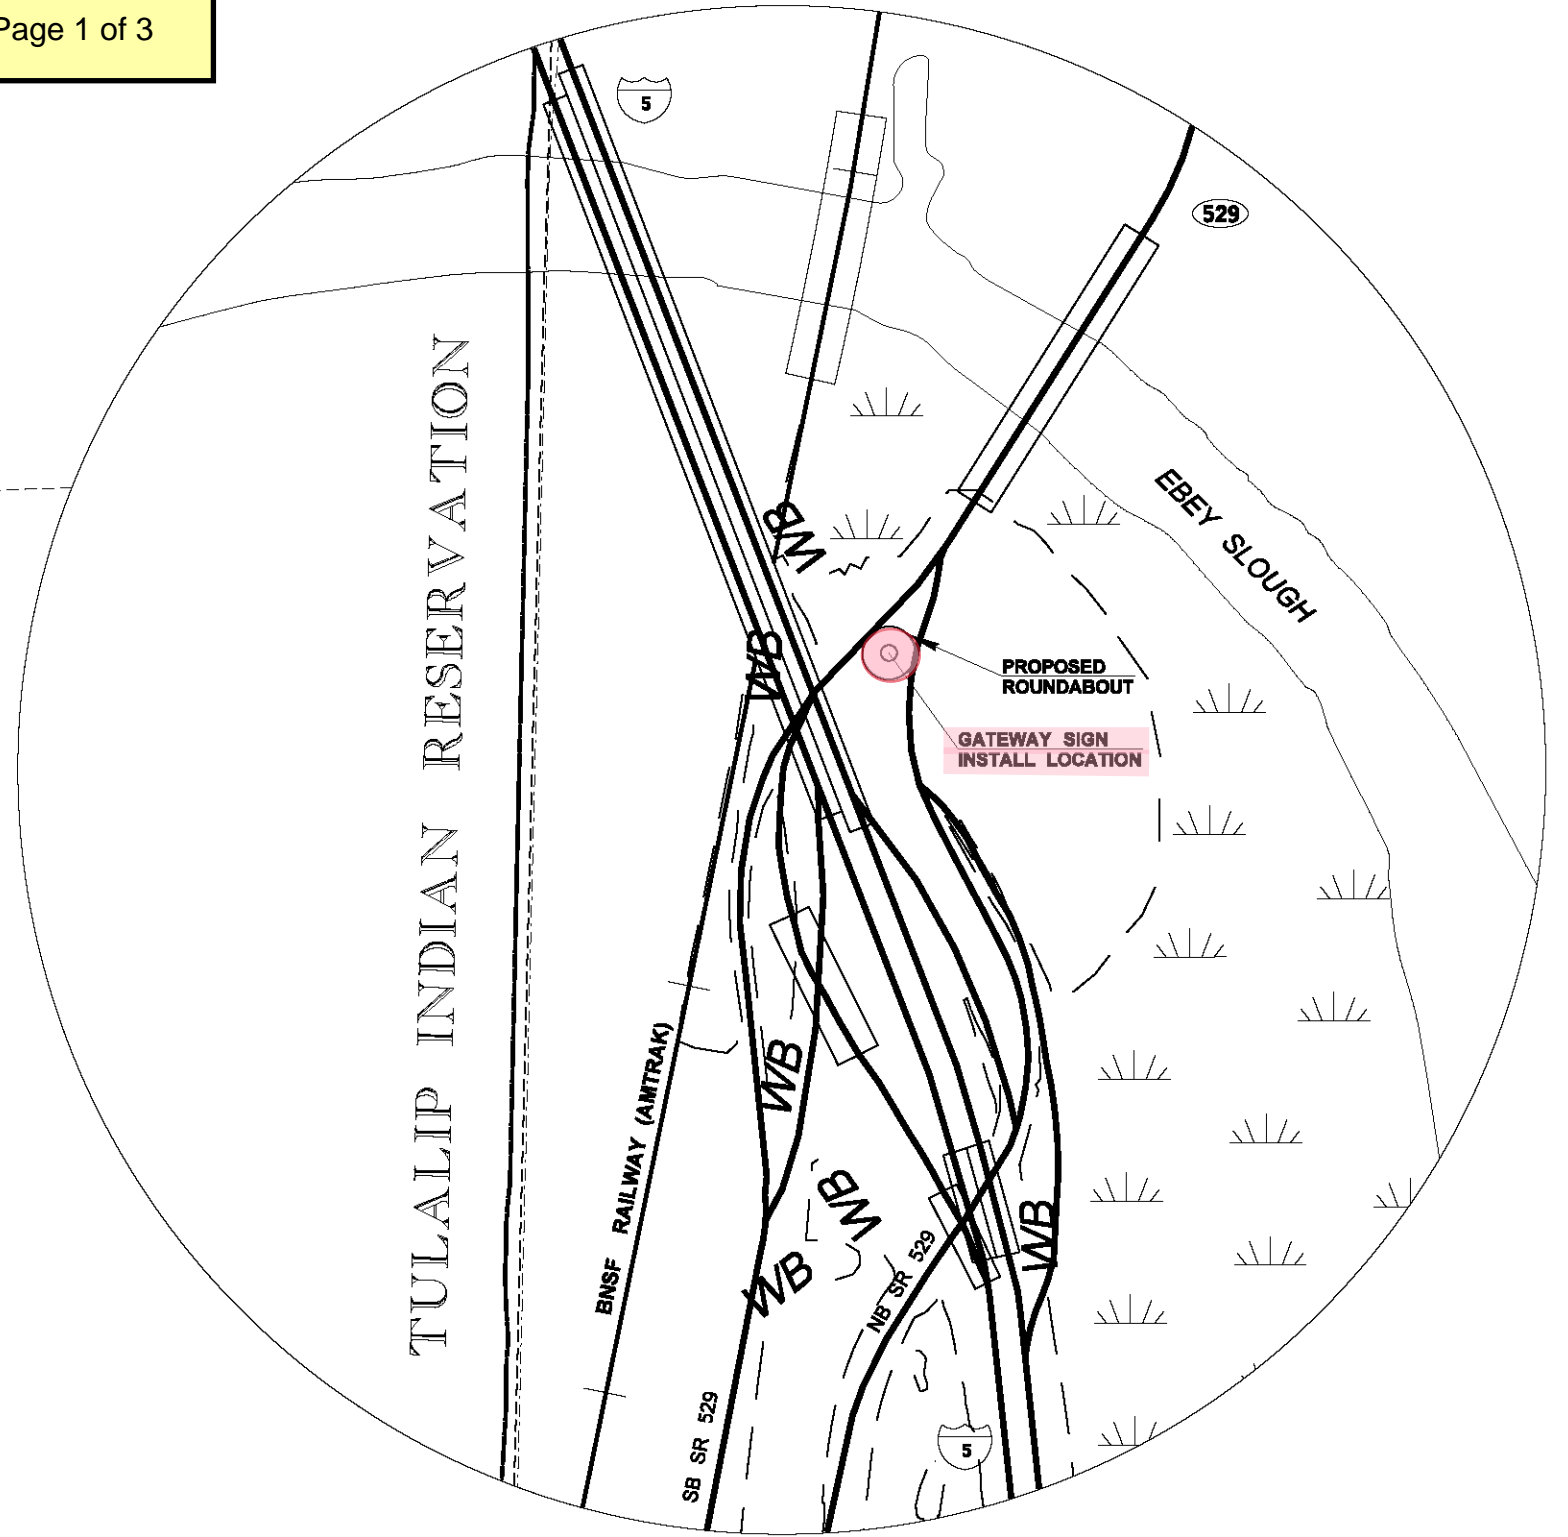 Page 1 of 3
5
529
TULALIP INDIAN RESERVATION
EBEY SLOUGH
WB
WB
PROPOSED
ROUNDABOUT
GATEWAY SIGN
INSTALL LOCATION
BNSF RAILWAY (AMTRAK)
WB
WB
WB
WB
NB SR 529
SB SR 529
5